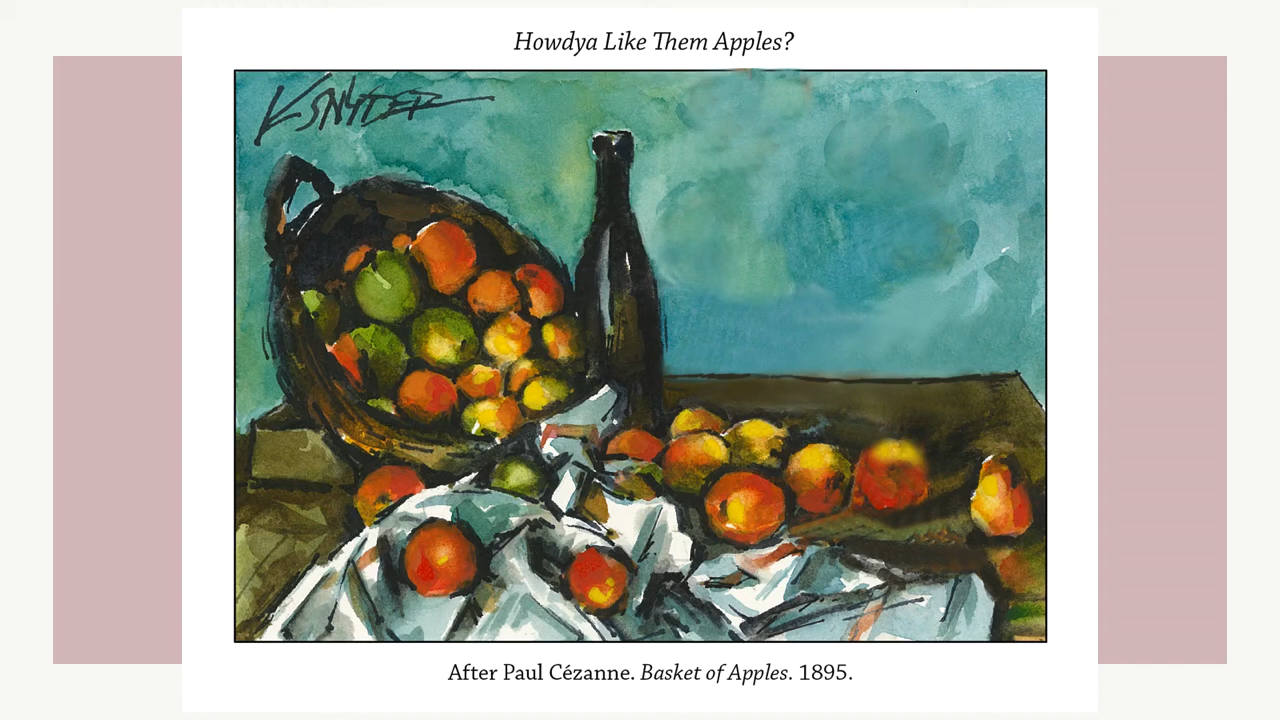 Howdya Like Them Apples?
K SNYDER
After Paul Cézanne. Basket of Apples. 1895.